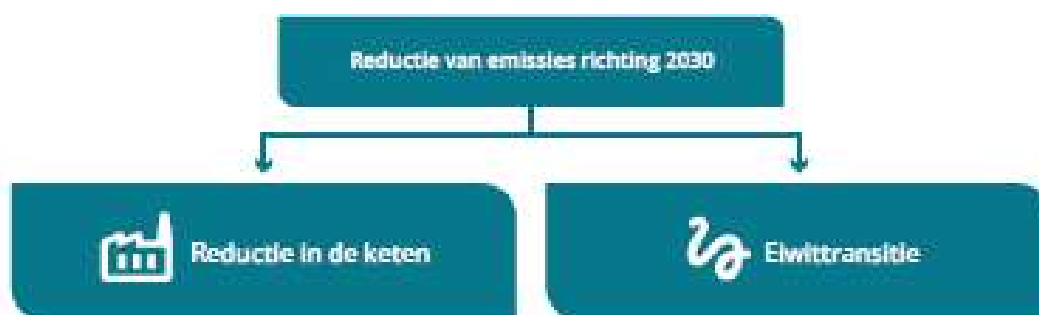 Reductie van emissies richting 2030
Reductie in de keten
Eiwittransitie